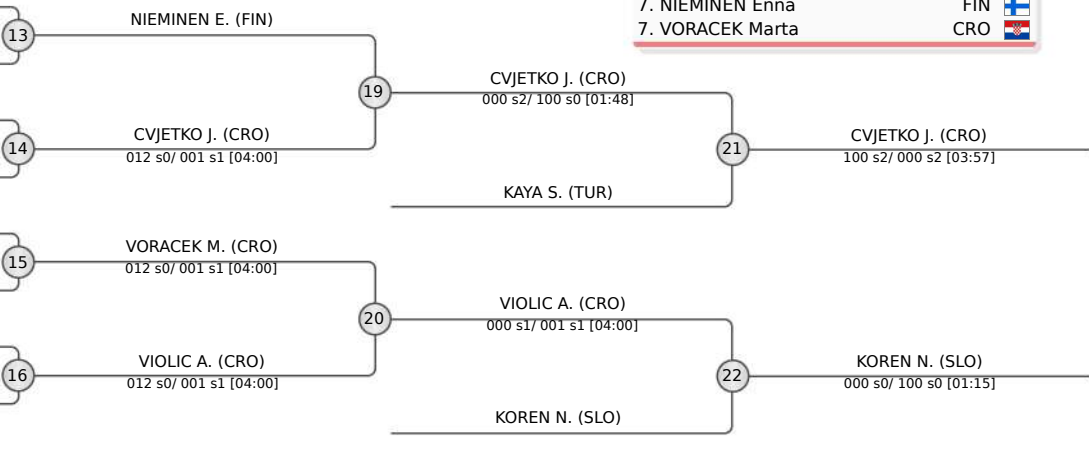 7. NIEMINEN Enna FIN
7. VORACEK Marta CRO
NIEMINEN E. (FIN)
13
CVJETKO J. (CRO)
19
000 s2/ 100 s0 [01:48]
CVJETKO J. (CRO)
14
012 s0/ 001 s1 [04:00]
CVJETKO J. (CRO)
21
100 s2/ 000 s2 [03:57]
KAYA S. (TUR)
VORACEK M. (CRO)
15
012 s0/ 001 s1 [04:00]
VIOLIC A. (CRO)
20
000 s1/ 001 s1 [04:00]
VIOLIC A. (CRO)
16
012 s0/ 001 s1 [04:00]
KOREN N. (SLO)
22
000 s0/ 100 s0 [01:15]
KOREN N. (SLO)